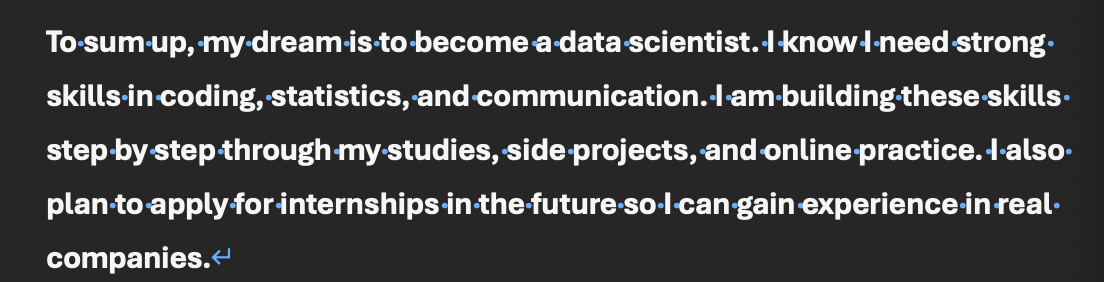 To sum up, my dream is to become a data scientist. I know I need strong
skills in coding, statistics, and communication. I am building these skills
step by step through my studies, side projects, and online practice. I also
plan to apply for internships in the future so I can gain experience in real
companies.